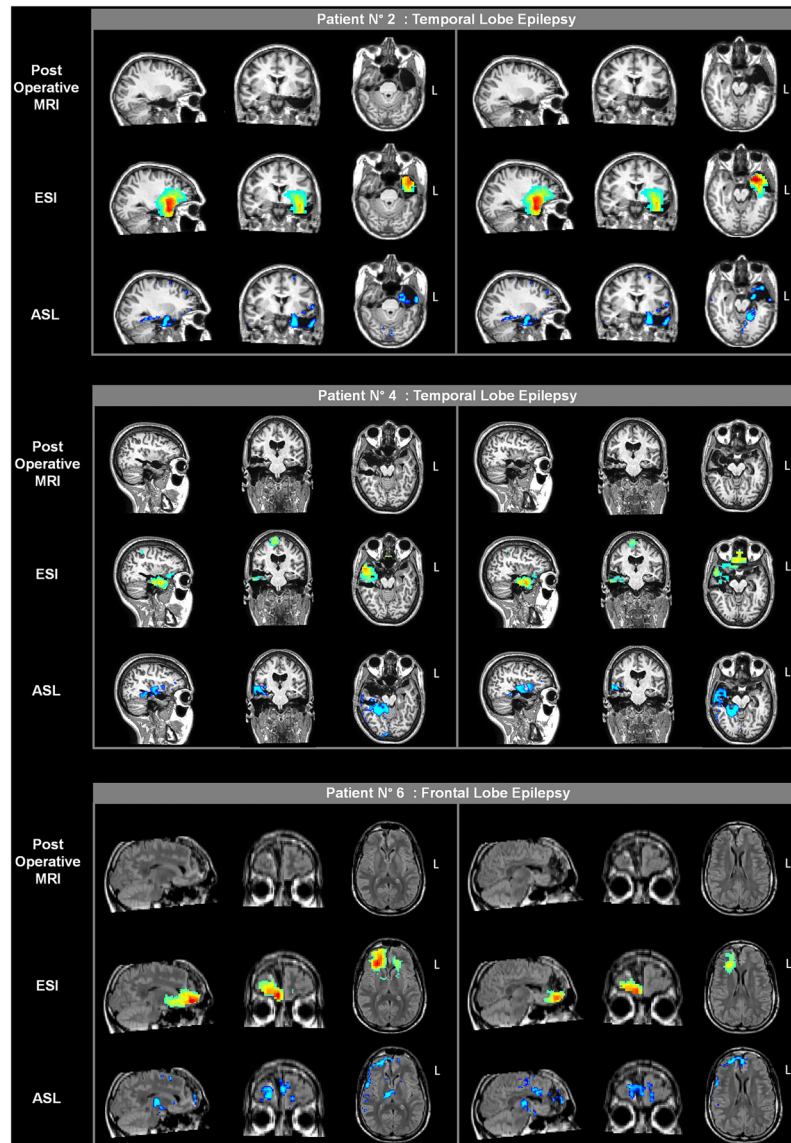 Patient N° 2 : Temporal Lobe Epilepsy
Post
Operative
MRI
L
L
ESI
L
L
ASL
L
L
Patient N° 4 : Temporal Lobe Epilepsy
Post
Operative
MRI
L
L
ESI
L
L
ASL
L
L
Patient N° 6 : Frontal Lobe Epilepsy
Post
Operative
MRI
L
L
ESI
L
L
ASL
L
L